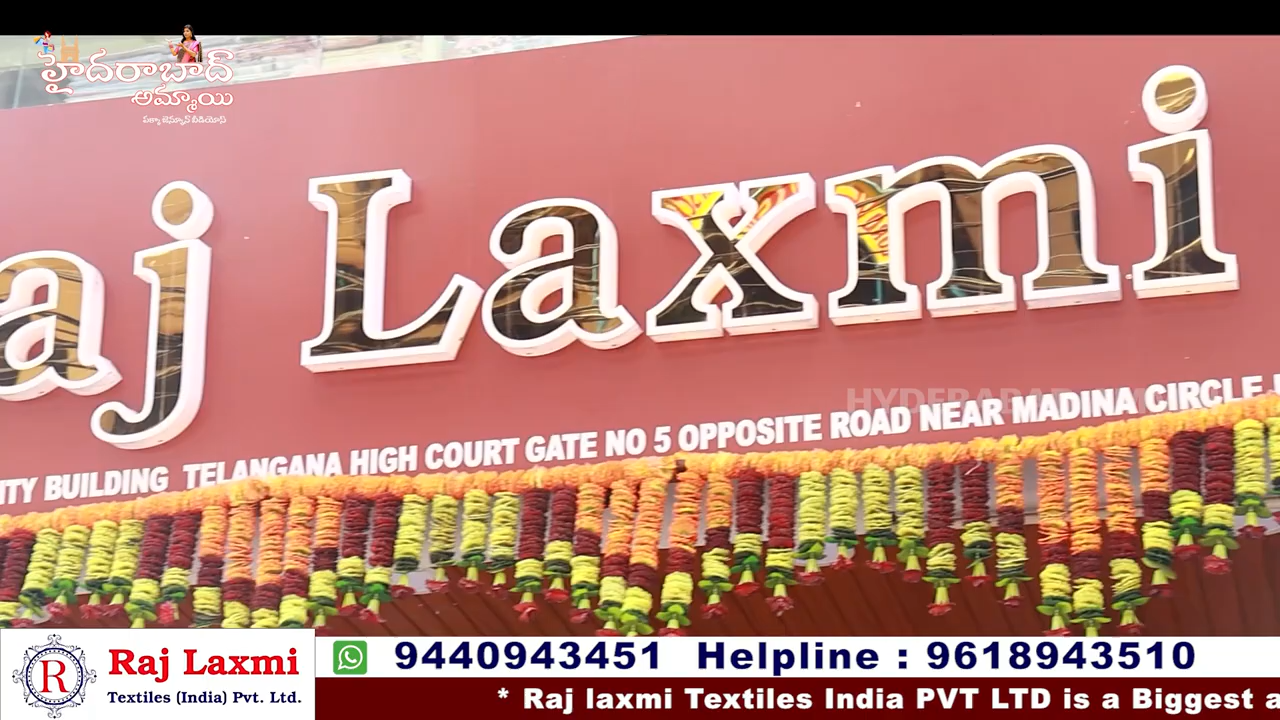 హైదరాబాద్
అమ్మాయి
పక్కా జెన్యూన్ వీడియోస్
aj Laxmi
ITY BUILDING TELANGANA HIGH COURT GATE NO 5 OPPOSITE ROAD NEAR MADINA CIRCLE
R
Raj Laxmi
Textiles (India) Pvt. Ltd.
9440943451 Helpline : 9618943510
* Raj laxmi Textiles India PVT LTD is a Biggest a